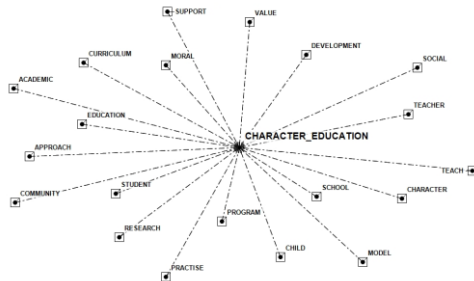 SUPPORT
VALUE
CURRICULUM
MORAL
DEVELOPMENT
SOCIAL
ACADEMIC
TEACHER
EDUCATION
CHARACTER_EDUCATION
APPROACH
TEACH
COMMUNITY
STUDENT
SCHOOL
CHARACTER
RESEARCH
PROGRAM
CHILD
MODEL
PRACTISE